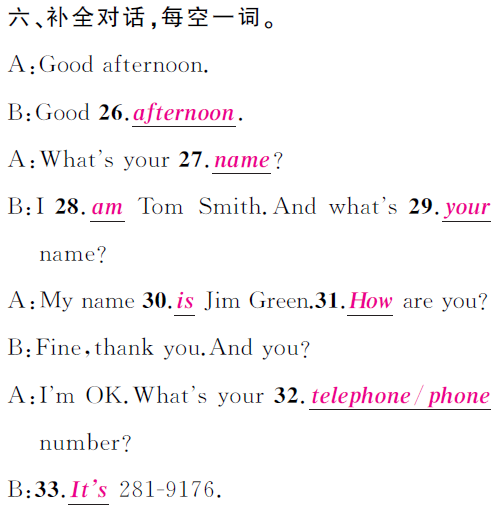 六、补全对话,每空一词。
A:Good afternoon.
B:Good 26. afternoon.
A:What's your 27. name?
B:I 28. am Tom Smith. And what's 29. your
name?
A:My name 30. is Jim Green. 31. How are you?
B:Fine, thank you. And you?
A:I'm OK. What's your 32. telephone/phone
number?
B:33. It's 281-9176.